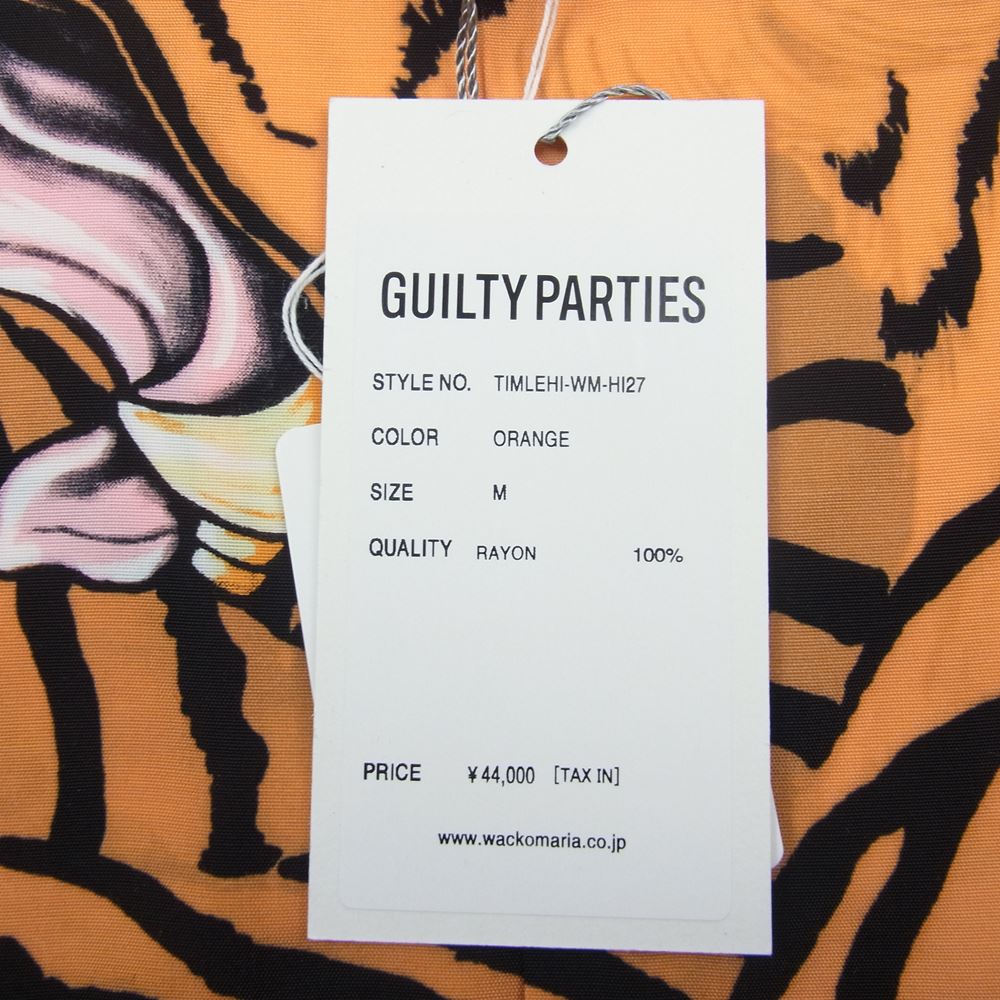 GUILTY PARTIES
STYLE NO. TIMLEHI-WM-HI27
COLOR ORANGE
SIZE M
QUALITY RAYON 100%
PRICE ¥44,000 [TAX IN]
www.wackomaria.co.jp